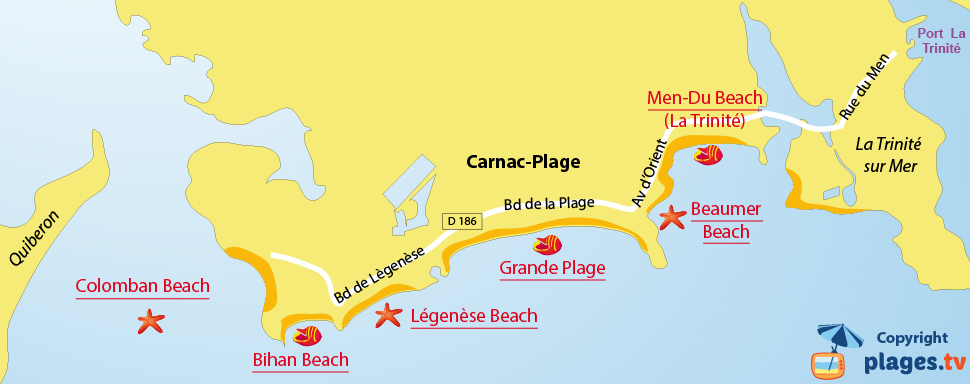 Port La
Trinité
Rue du Men
Men-Du Beach
(La Trinité)
La Trinité
sur Mer
Carnac-Plage
Av d'Orient
Bd de la Plage
D 186
Beaumer
Beach
Quiberon
Bd de Lègenèse
Grande Plage
Colomban Beach
Légenèse Beach
Bihan Beach
Copyright
plages.tv